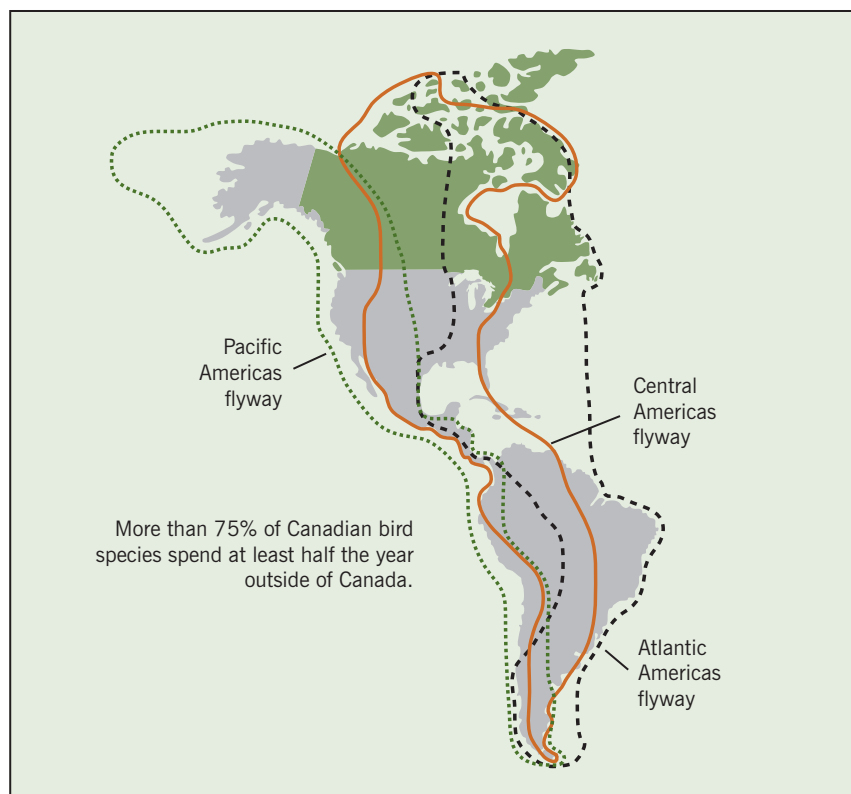 Pacific
Americas
flyway
Central
Americas
flyway
More than 75% of Canadian bird
species spend at least half the year
outside of Canada.
Atlantic
Americas
flyway